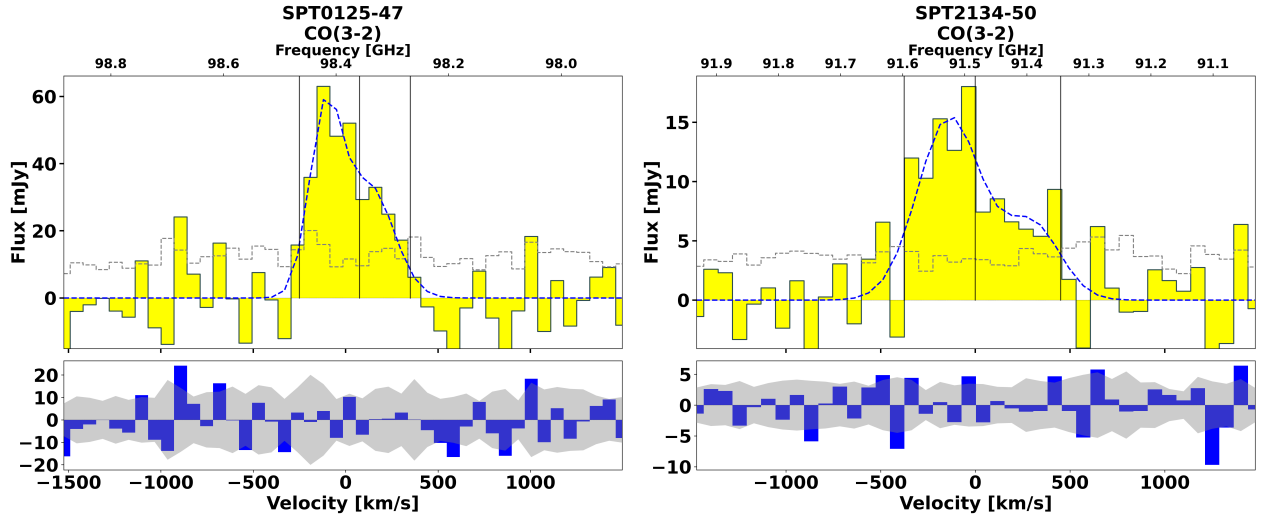 SPT0125-47
CO(3-2)
Frequency [GHz]
98.8 98.6 98.4 98.2 98.0
Flux [mJy]
60
40
20
0
20
10
0
−10
−20
−1500 −1000 −500 0 500 1000
Velocity [km/s]
SPT2134-50
CO(3-2)
Frequency [GHz]
91.9 91.8 91.7 91.6 91.5 91.4 91.3 91.2 91.1
Flux [mJy]
15
10
5
0
5
0
−5
−10
−1000 −500 0 500 1000
Velocity [km/s]